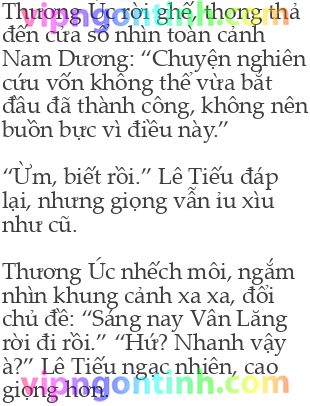 Thương Úc rời ghế, thong thả
đến cửa sổ nhìn toàn cảnh
Nam Dương: “Chuyện nghiên
cứu vốn không thể vừa bắt
đầu đã thành công, không nên
buồn bực vì điều này.”
“Ừm, biết rồi.” Lê Tiếu đáp
lại, nhưng giọng vẫn ỉu xìu
như cũ.
Thương Úc nhếch môi, ngắm
nhìn khung cảnh xa xa, đổi
chủ đề: “Sáng nay Vân Lăng
rời đi rồi.” “Hứ? Nhanh vậy
à?” Lê Tiếu ngạc nhiên, cao
giọng hơn.
vipngontinh.com
vipngontinh.com